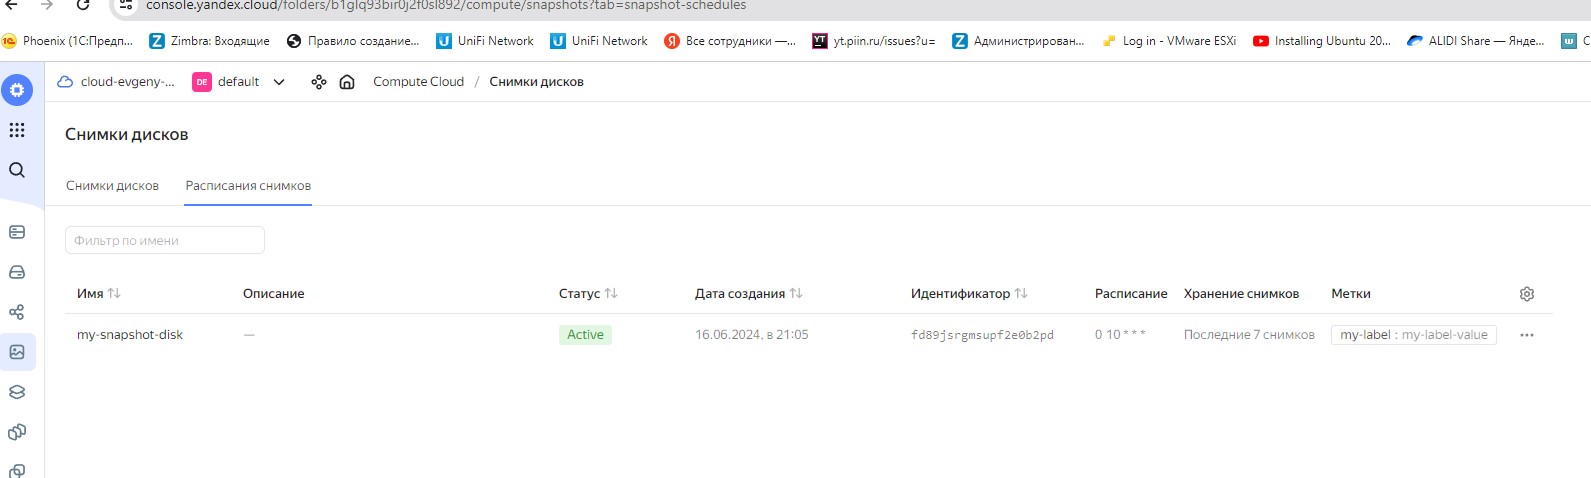 console.yandex.cloud/folders/b1glq93bir0j2f0sl892/compute/snapshots?tab=snapshot-schedules
Phoenix (1С:Предп... Zimbra: Входящие Правило создание... UniFi Network UniFi Network Все сотрудники —... yt.piin.ru/issues?u= Администрирован... Log in - VMware ESXi Installing Ubuntu 20... ALIDI Share — Янде...
cloud-evgeny-... DE default Compute Cloud / Снимки дисков
Снимки дисков
Снимки дисков Расписания снимков
Фильтр по имени
Имя Описание Статус Дата создания Идентификатор Расписание Хранение снимков Метки
my-snapshot-disk — Active 16.06.2024, в 21:05 fd89jsrgmsupf2e0b2pd 0 10 * * * Последние 7 снимков my-label : my-label-value